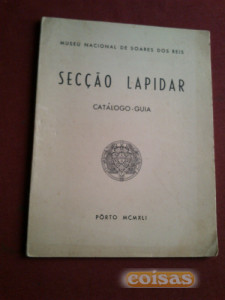 MUSEU NACIONAL DE SOARES DOS REIS
SECÇÃO LAPIDAR
CATÁLOGO-GUIA
PÔRTO MCMXLI
coisas